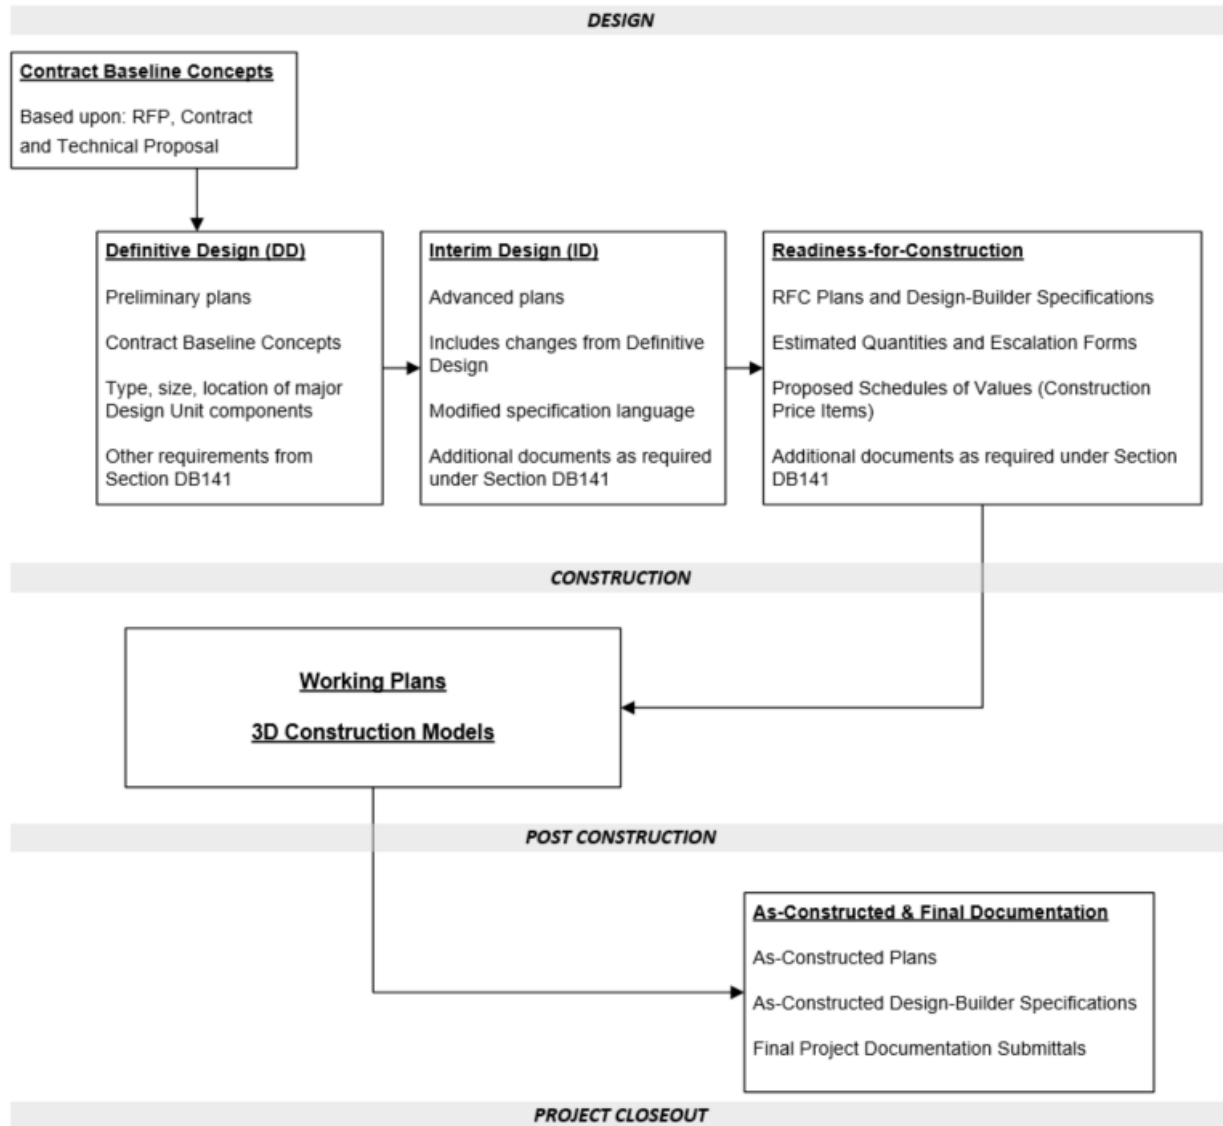 DESIGN
Contract Baseline Concepts
Based upon: RFP, Contract
and Technical Proposal
Definitive Design (DD)
Preliminary plans
Contract Baseline Concepts
Type, size, location of major
Design Unit components
Other requirements from
Section DB141
Interim Design (ID)
Advanced plans
Includes changes from Definitive
Design
Modified specification language
Additional documents as required
under Section DB141
Readiness-for-Construction
RFC Plans and Design-Builder Specifications
Estimated Quantities and Escalation Forms
Proposed Schedules of Values (Construction
Price Items)
Additional documents as required under Section
DB141
CONSTRUCTION
Working Plans
3D Construction Models
POST CONSTRUCTION
As-Constructed & Final Documentation
As-Constructed Plans
As-Constructed Design-Builder Specifications
Final Project Documentation Submittals
PROJECT CLOSEOUT